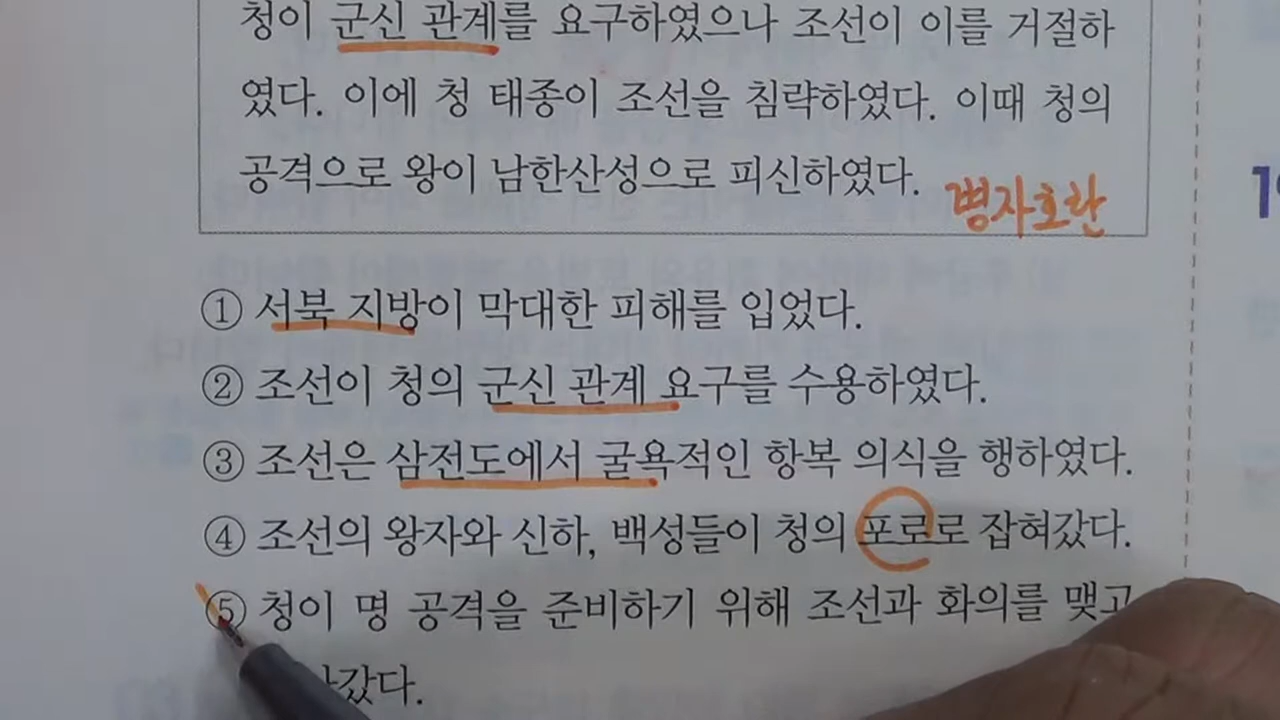 청이 군신 관계를 요구하였으나 조선이 이를 거절하
였다. 이에 청 태종이 조선을 침략하였다. 이때 청의
공격으로 왕이 남한산성으로 피신하였다.
병자호란
① 서북 지방이 막대한 피해를 입었다.
② 조선이 청의 군신 관계 요구를 수용하였다.
③ 조선은 삼전도에서 굴욕적인 항복 의식을 행하였다.
④ 조선의 왕자와 신하, 백성들이 청의 포로로 잡혀갔다.
⑤ 청이 명 공격을 준비하기 위해 조선과 화의를 맺고
갔다.